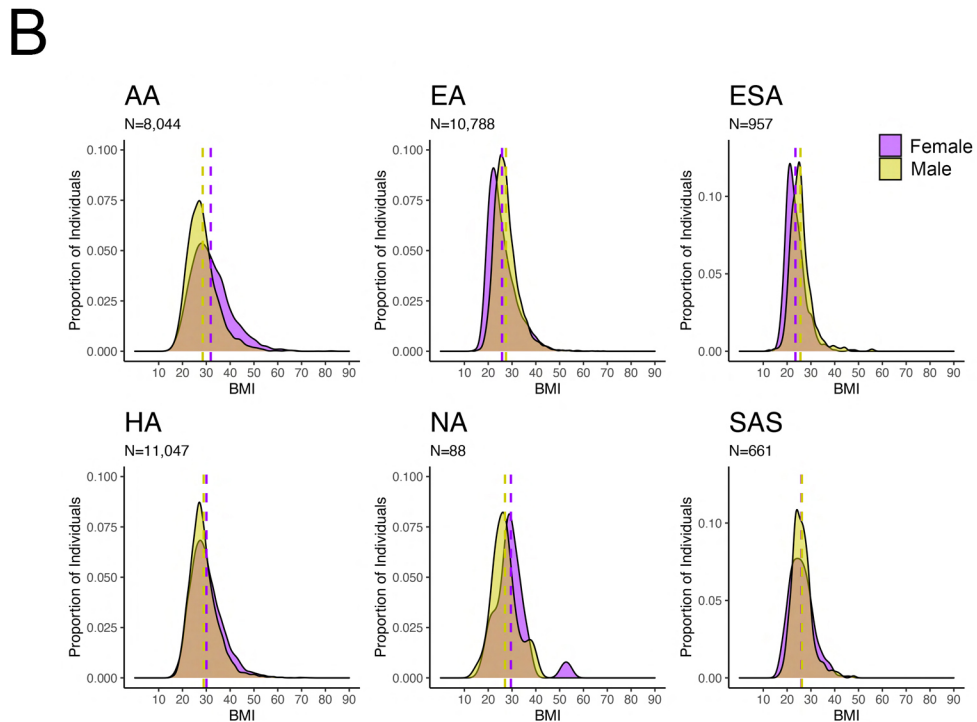 B
AA
N=8,044
Proportion of Individuals
0.100
0.075
0.050
0.025
0.000
10 20 30 40 50 60 70 80 90
BMI
EA
N=10,788
Proportion of Individuals
0.100
0.075
0.050
0.025
0.000
10 20 30 40 50 60 70 80 90
BMI
ESA
N=957
Proportion of Individuals
0.10
0.05
0.00
10 20 30 40 50 60 70 80 90
BMI
Female
Male
HA
N=11,047
Proportion of Individuals
0.100
0.075
0.050
0.025
0.000
10 20 30 40 50 60 70 80 90
BMI
NA
N=88
Proportion of Individuals
0.100
0.075
0.050
0.025
0.000
10 20 30 40 50 60 70 80 90
BMI
SAS
N=661
Proportion of Individuals
0.10
0.05
0.00
10 20 30 40 50 60 70 80 90
BMI